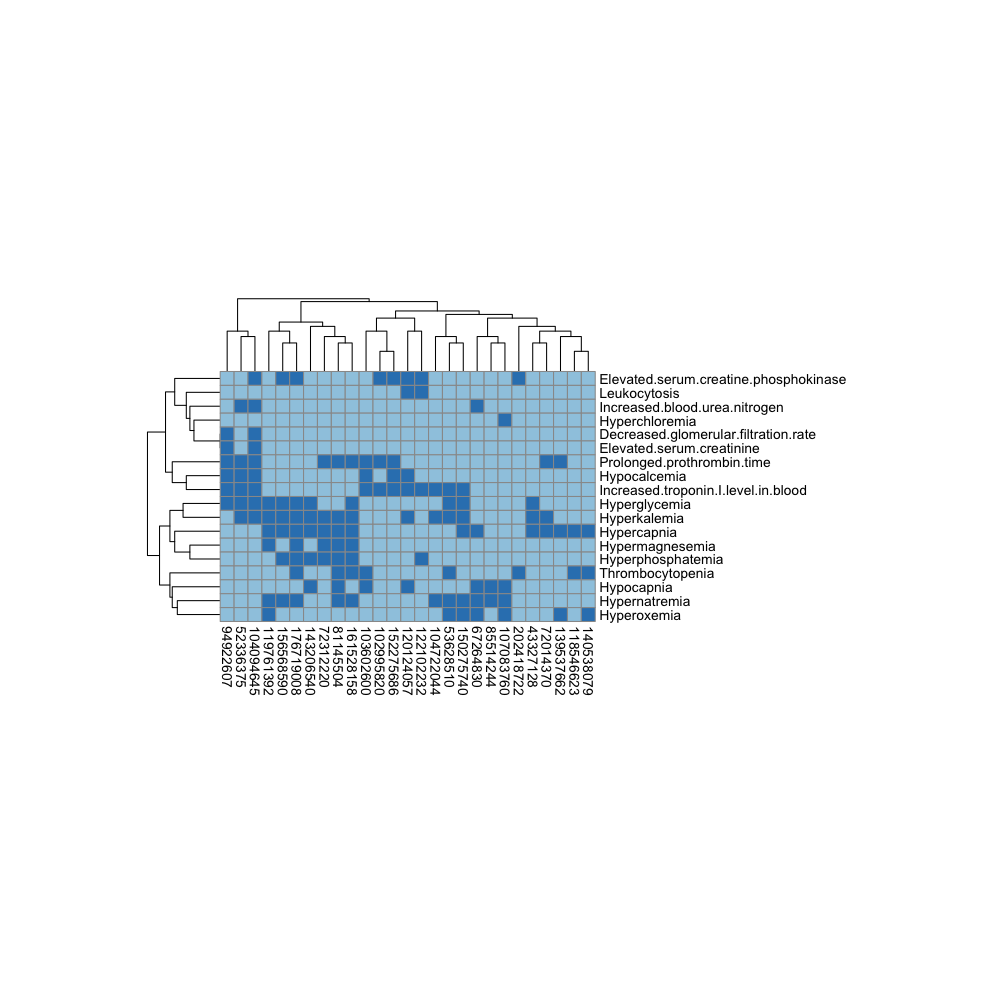 Elevated.serum.creatine.phosphokinase
Leukocytosis
Increased.blood.urea.nitrogen
Hyperchloremia
Decreased.glomerular.filtration.rate
Elevated.serum.creatinine
Prolonged.prothrombin.time
Hypocalcemia
Increased.troponin.I.level.in.blood
Hyperglycemia
Hyperkalemia
Hypercapnia
Hypermagnesemia
Hyperphosphatemia
Thrombocytopenia
Hypocapnia
Hypernatremia
Hyperoxemia
94922607
52336375
104094645
119761392
156568590
176719008
143206540
72312220
81145504
161528158
103602600
102995820
152275686
120124057
122102232
104722044
53628510
150275740
67264830
85514244
107083760
202418722
43327128
72014370
139537662
118546623
140538079